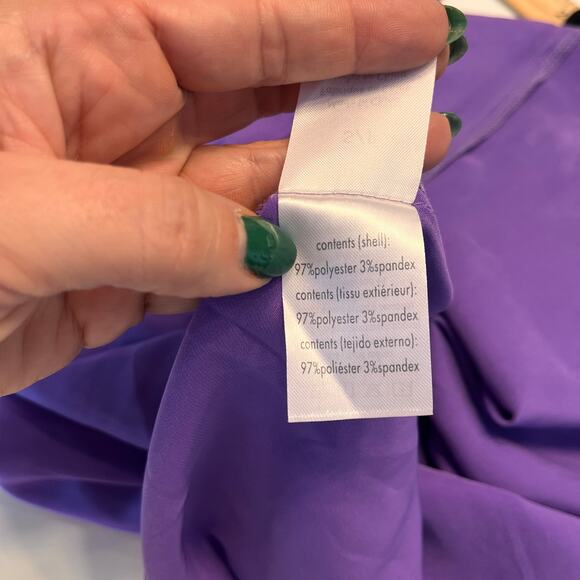 contents (shell):
97%polyester 3%spandex
contents (tissu extiérieur):
97%polyester 3%spandex
contents (tejido externo):
97%poliéster 3%spandex